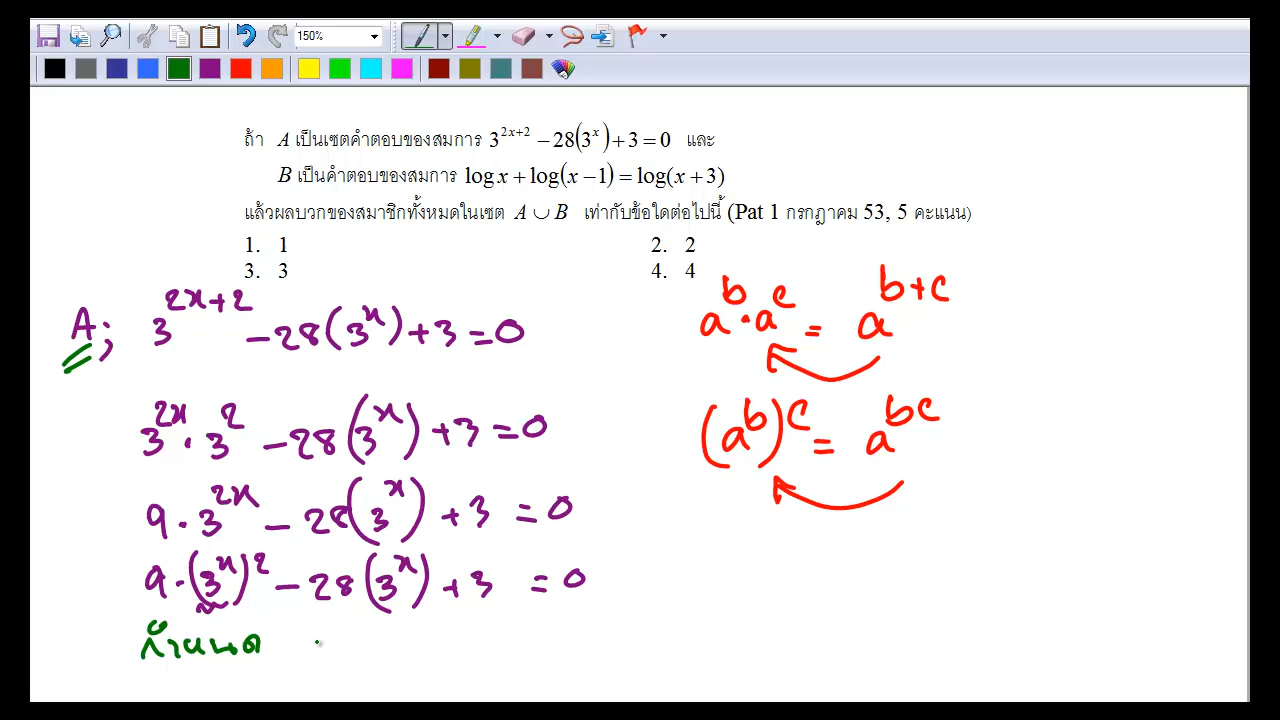 150%
ถ้า A เป็นเซตคำตอบของสมการ 3^{2x+2} − 28(3^x) + 3 = 0 และ
B เป็นคำตอบของสมการ log x + log(x − 1) = log(x + 3)
แล้วผลบวกของสมาชิกทั้งหมดในเซต A ∪ B เท่ากับข้อใดต่อไปนี้ (Pat 1 กรกฎาคม 53, 5 คะแนน)
1. 1 2. 2
3. 3 4. 4
A; 3^{2x+2} − 28(3^x) + 3 = 0
3^{2x} · 3^2 − 28(3^x) + 3 = 0
9 · 3^{2x} − 28(3^x) + 3 = 0
9 · (3^x)^2 − 28(3^x) + 3 = 0
กำหนด
a^b · a^c = a^{b+c}
(a^b)^c = a^{bc}